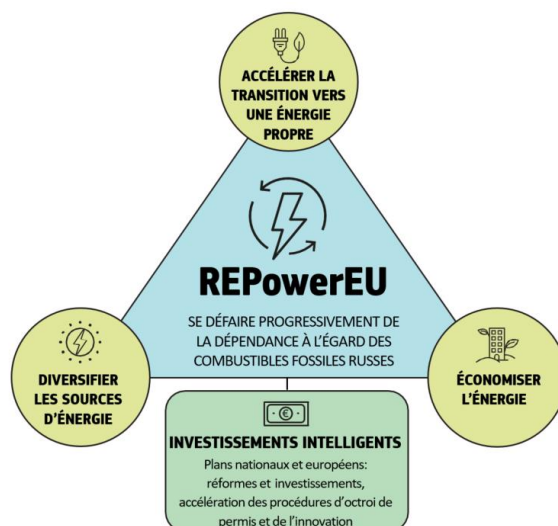 ACCÉLÉRER LA
TRANSITION VERS
UNE ÉNERGIE
PROPRE
REPowerEU
SE DÉFAIRE PROGRESSIVEMENT DE
LA DÉPENDANCE À L'ÉGARD DES
COMBUSTIBLES FOSSILES RUSSES
DIVERSIFIER
LES SOURCES
D'ÉNERGIE
ÉCONOMISER
L'ÉNERGIE
€
INVESTISSEMENTS INTELLIGENTS
Plans nationaux et européens:
réformes et investissements,
accélération des procédures d'octroi de
permis et de l'innovation